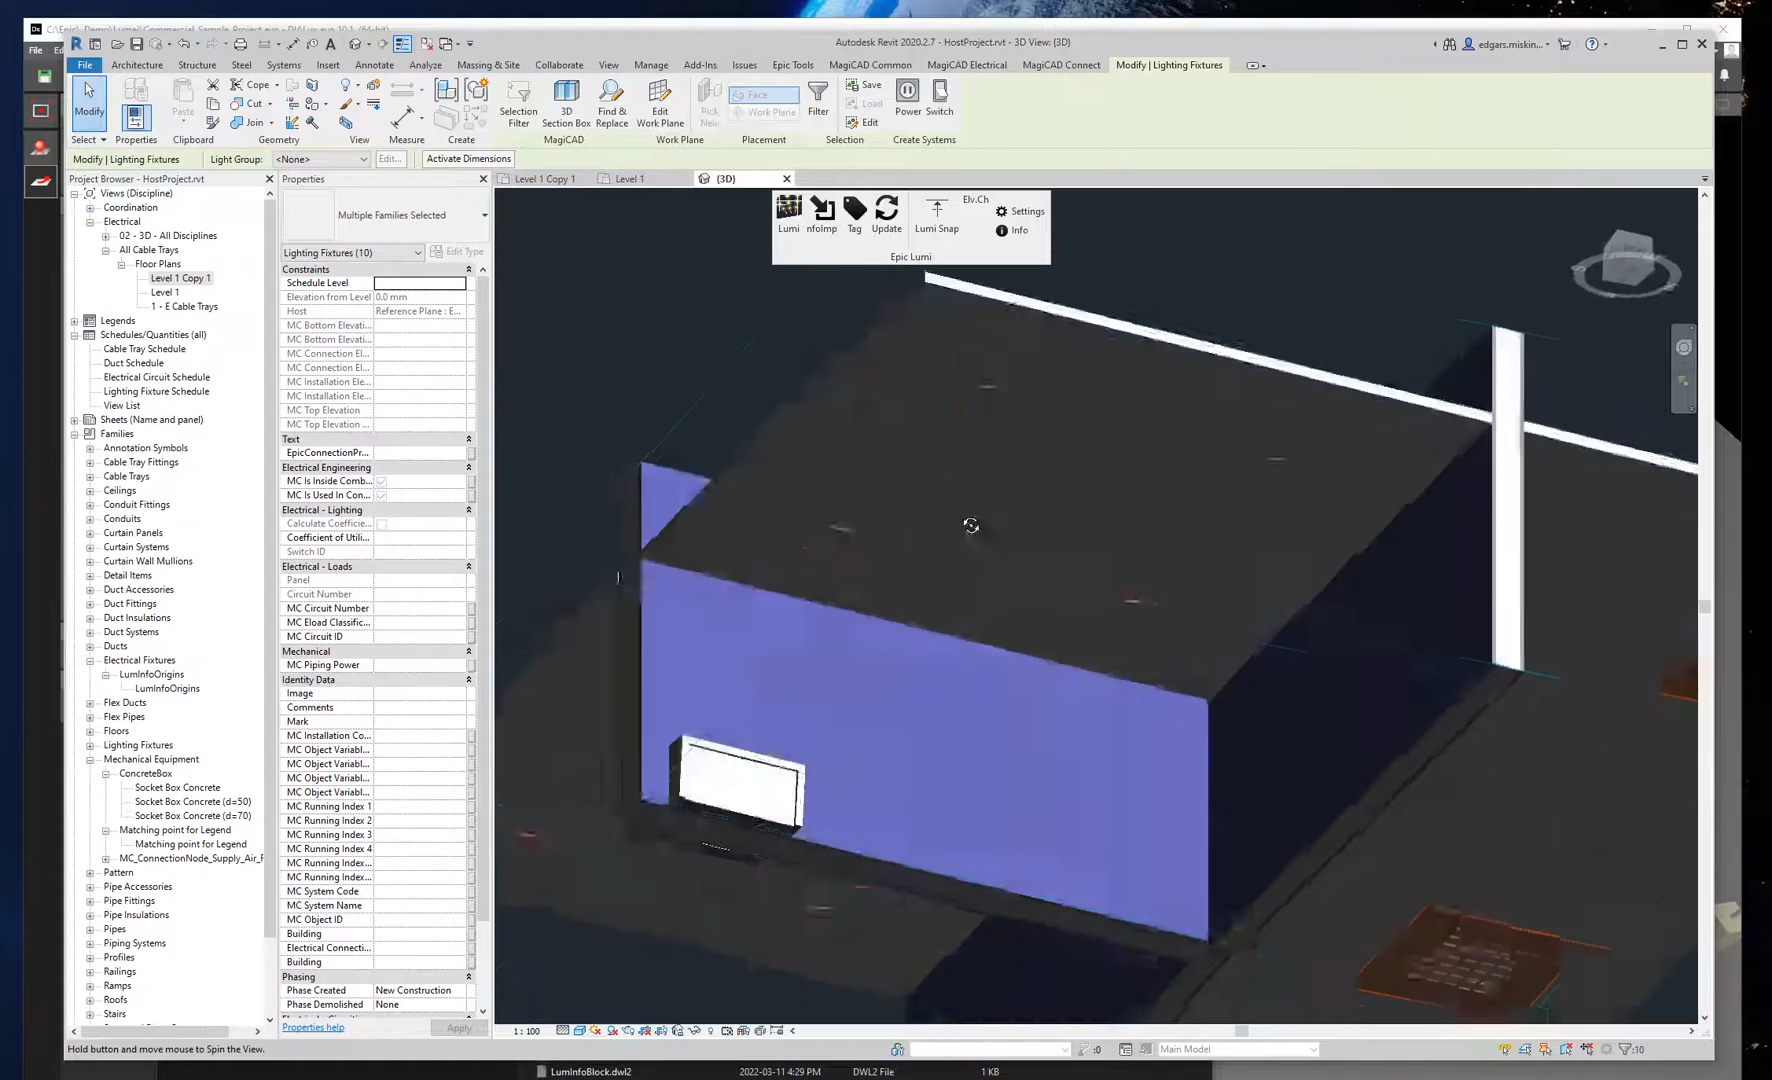 Autodesk Revit 2020.2.7 - HostProject.rvt - 3D View: {3D}
edgars.miskin...
File
File Architecture Structure Steel Systems Insert Annotate Analyze Massing & Site Collaborate View Manage Add-Ins Issues Epic Tools MagiCAD Common MagiCAD Electrical MagiCAD Connect Modify | Lighting Fixtures
Modify
Paste
Cope
Cut
Join
Selection Filter
3D Section Box
Find & Replace
Edit Work Plane
Pick New
Face
Work Plane
Filter
Save
Load
Edit
Power
Switch
Select Properties Clipboard Geometry View Measure Create MagiCAD Work Plane Placement Selection Create Systems
Modify | Lighting Fixtures Light Group: <None> Edit... Activate Dimensions
Project Browser - HostProject.rvt
Views (Discipline)
Coordination
Electrical
02 - 3D - All Disciplines
All Cable Trays
Floor Plans
Level 1 Copy 1
Level 1
1 - E Cable Trays
Legends
Schedules/Quantities (all)
Cable Tray Schedule
Duct Schedule
Electrical Circuit Schedule
Lighting Fixture Schedule
View List
Sheets (Name and panel)
Families
Annotation Symbols
Cable Tray Fittings
Cable Trays
Ceilings
Conduit Fittings
Conduits
Curtain Panels
Curtain Systems
Curtain Wall Mullions
Detail Items
Duct Accessories
Duct Fittings
Duct Insulations
Duct Systems
Ducts
Electrical Fixtures
LumInfoOrigins
LumInfoOrigins
Flex Ducts
Flex Pipes
Floors
Lighting Fixtures
Mechanical Equipment
ConcreteBox
Socket Box Concrete
Socket Box Concrete (d=50)
Socket Box Concrete (d=70)
Matching point for Legend
Matching point for Legend
MC_ConnectionNode_Supply_Air_F
Pattern
Pipe Accessories
Pipe Fittings
Pipe Insulations
Pipes
Piping Systems
Profiles
Railings
Ramps
Roofs
Stairs
Properties
Multiple Families Selected
Lighting Fixtures (10) Edit Type
Constraints
Schedule Level
Elevation from Level 0.0 mm
Host Reference Plane : E...
MC Bottom Elevati...
MC Bottom Elevati...
MC Connection El...
MC Connection El...
MC Installation Ele...
MC Installation Ele...
MC Top Elevation
MC Top Elevation ...
Text
EpicConnectionPr...
Electrical Engineering
MC Is Inside Comb...
MC Is Used In Con...
Electrical - Lighting
Calculate Coefficie...
Coefficient of Utili...
Switch ID
Electrical - Loads
Panel
Circuit Number
MC Circuit Number
MC Eload Classific...
MC Circuit ID
Mechanical
MC Piping Power
Identity Data
Image
Comments
Mark
MC Installation Co...
MC Object Variabl...
MC Object Variabl...
MC Object Variabl...
MC Object Variabl...
MC Running Index 1
MC Running Index 2
MC Running Index 3
MC Running Index 4
MC Running Index...
MC Running Index...
MC System Code
MC System Name
MC Object ID
Building
Electrical Connecti...
Building
Phasing
Phase Created New Construction
Phase Demolished None
Properties help Apply
Level 1 Copy 1 Level 1 {3D}
Lumi nfoImp Tag Update Lumi Snap Elv.Ch
Settings
Info
Epic Lumi
1 : 100
Hold button and move mouse to Spin the View.
:0
Main Model
:10
LumInfoBlock.dwl2 2022-03-11 4:29 PM DWL2 File 1 KB